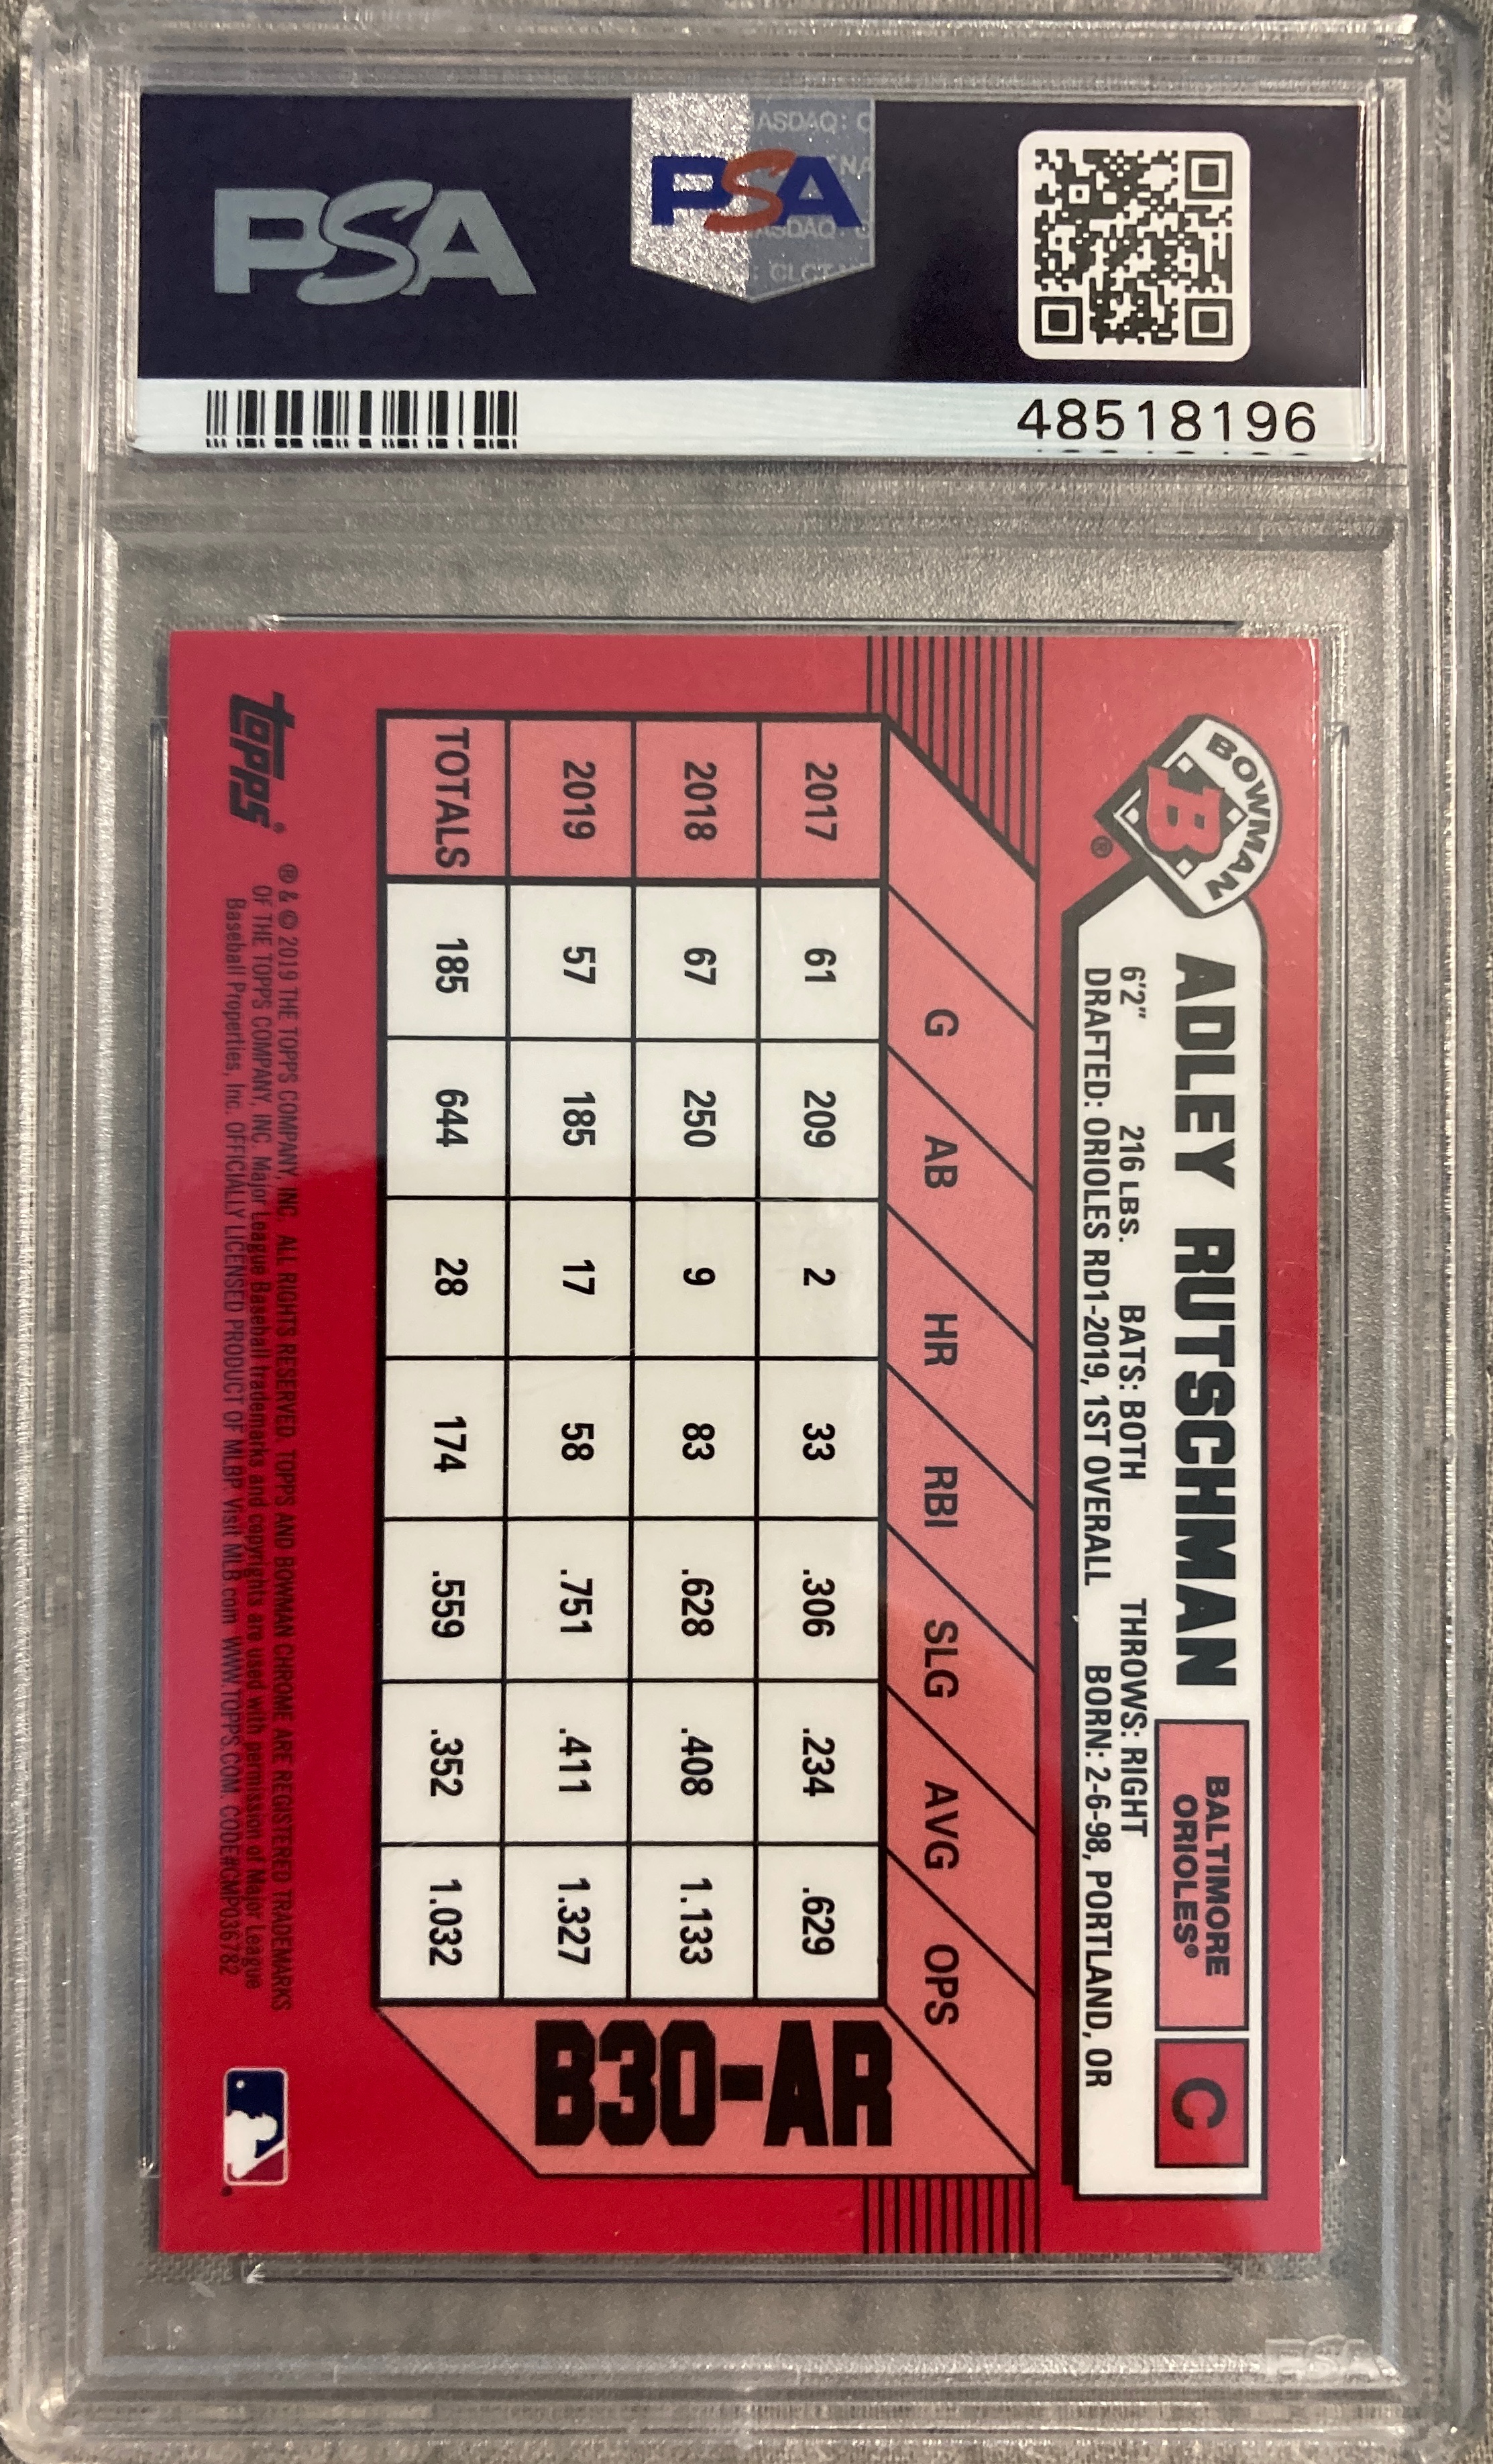 PSA
PSA
NASDAQ: C
NASDAQ: C
: CLCT
48518196
BOWMAN
B
®
ADLEY RUTSCHMAN
BALTIMORE
ORIOLES®
C
6'2" 216 LBS. BATS: BOTH THROWS: RIGHT
DRAFTED: ORIOLES RD1-2019, 1ST OVERALL BORN: 2-6-98, PORTLAND, OR
G AB HR RBI SLG AVG OPS
2017 61 209 2 33 .306 .234 .629
2018 67 250 9 83 .628 .408 1.133
2019 57 185 17 58 .751 .411 1.327
TOTALS 185 644 28 174 .559 .352 1.032
B30-AR
topps®
® & © 2019 THE TOPPS COMPANY, INC. ALL RIGHTS RESERVED. TOPPS AND BOWMAN CHROME ARE REGISTERED TRADEMARKS
OF THE TOPPS COMPANY, INC. Major League Baseball trademarks and copyrights are used with permission of Major League
Baseball Properties, Inc. OFFICIALLY LICENSED PRODUCT OF MLBP Visit MLB.com WWW.TOPPS.COM. CODE#CMP036782
PSA